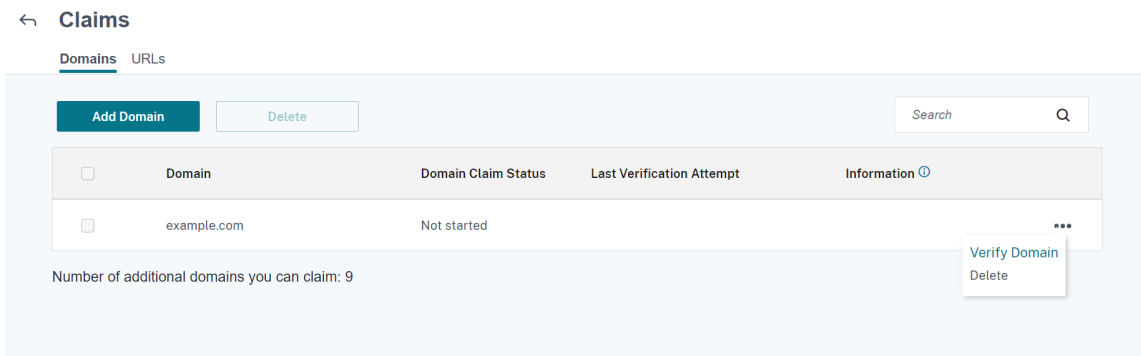 Claims
Domains URLs
Add Domain Delete Search
Domain Domain Claim Status Last Verification Attempt Information
example.com Not started
Verify Domain
Delete
Number of additional domains you can claim: 9